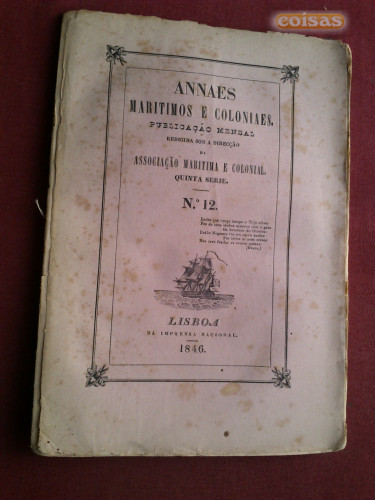 coisas
ANNAES
MARITIMOS E COLONIAES.
PUBLICAÇÃO MENSAL
REDIGIDA SOB A DIRECÇÃO
DA
ASSOCIAÇÃO MARITIMA E COLONIAL.
QUINTA SERIE.
N.º 12.
LISBOA
NA IMPRENSA NACIONAL.
1846.